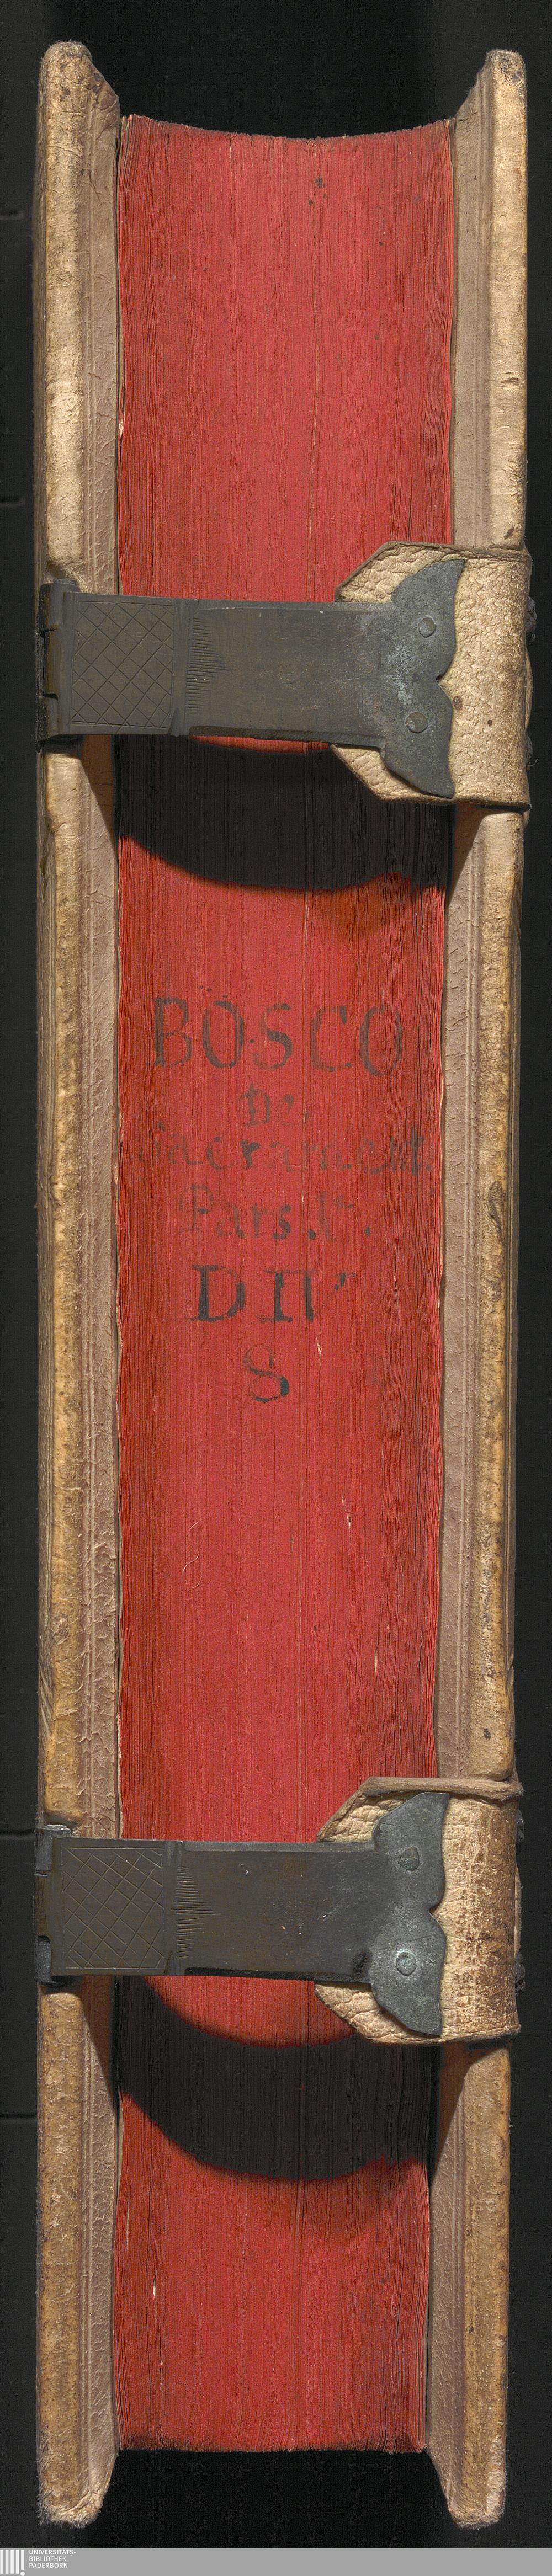 BOSCO
De
Sacrament.
Pars I.ª
D IV
8
UNIVERSITÄTS-
BIBLIOTHEK
PADERBORN